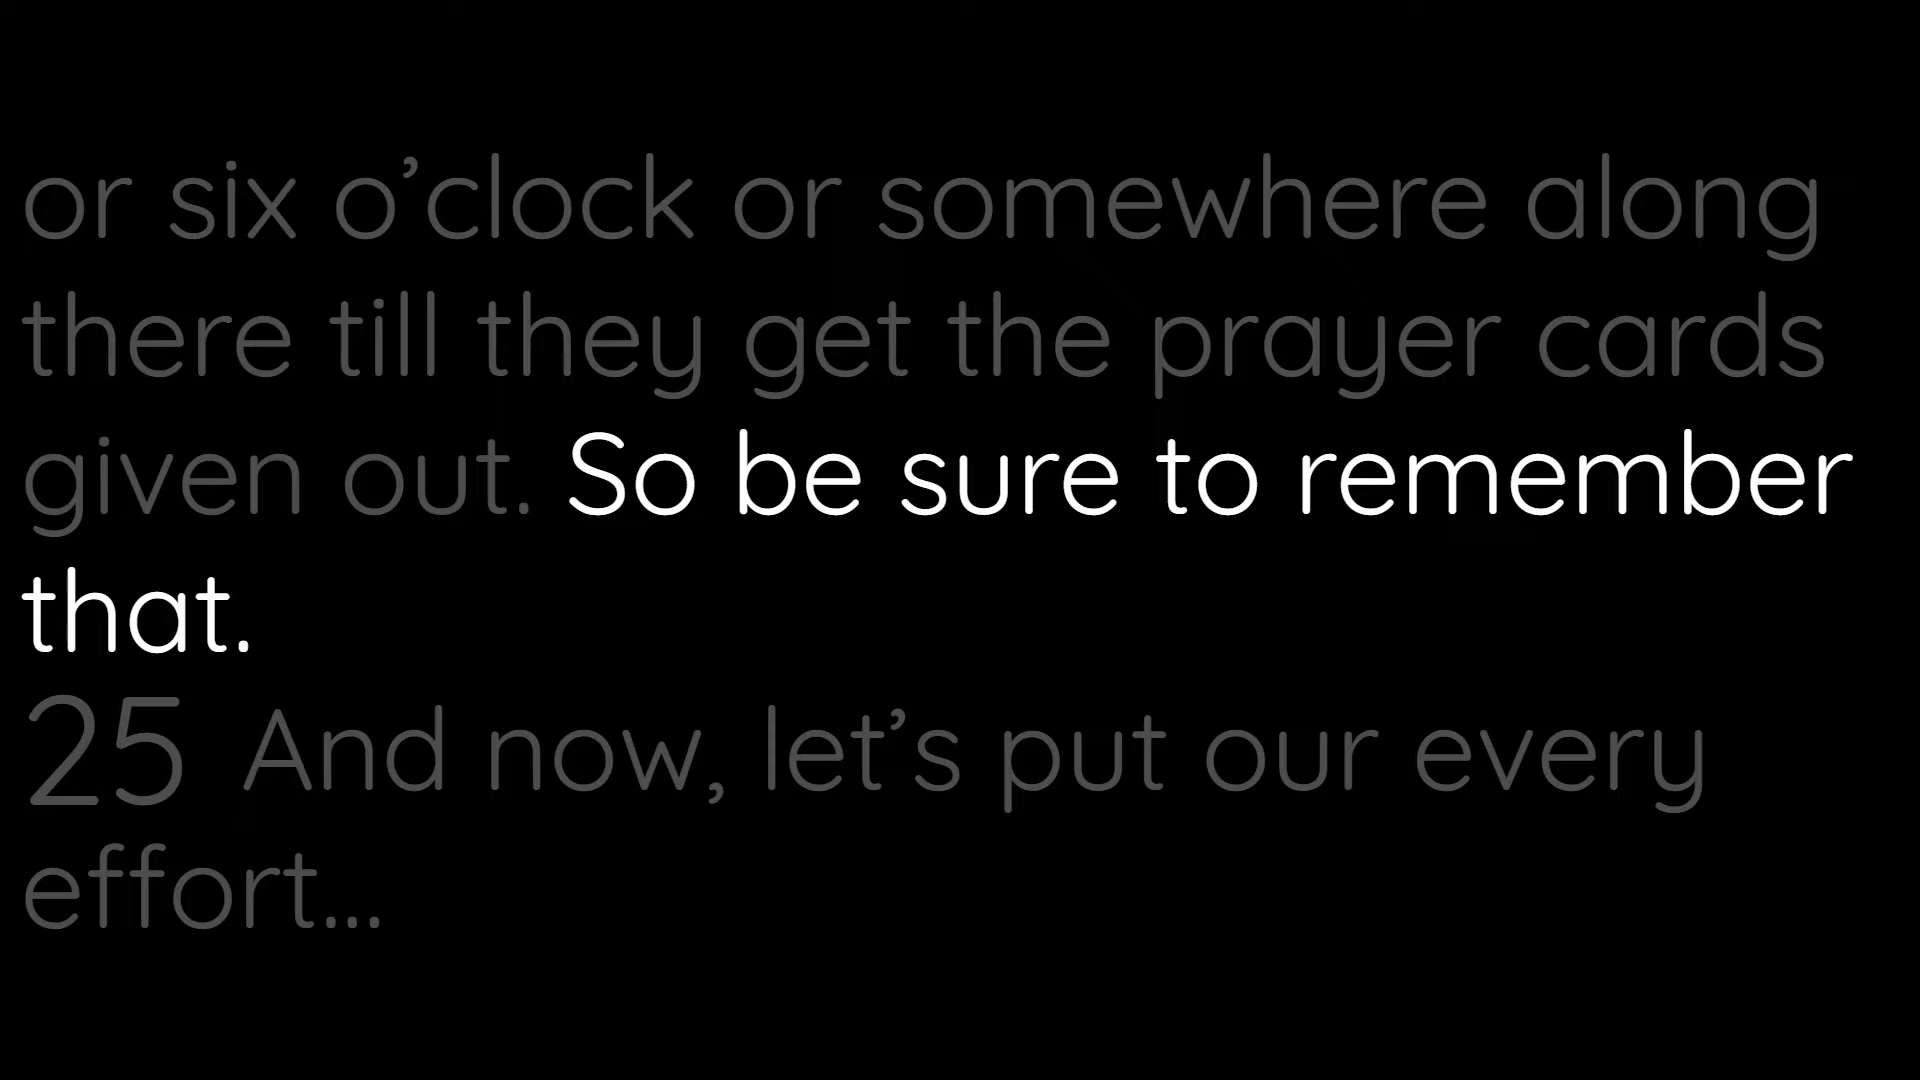 or six o’clock or somewhere along
there till they get the prayer cards
given out. So be sure to remember
that.
25 And now, let’s put our every
effort...